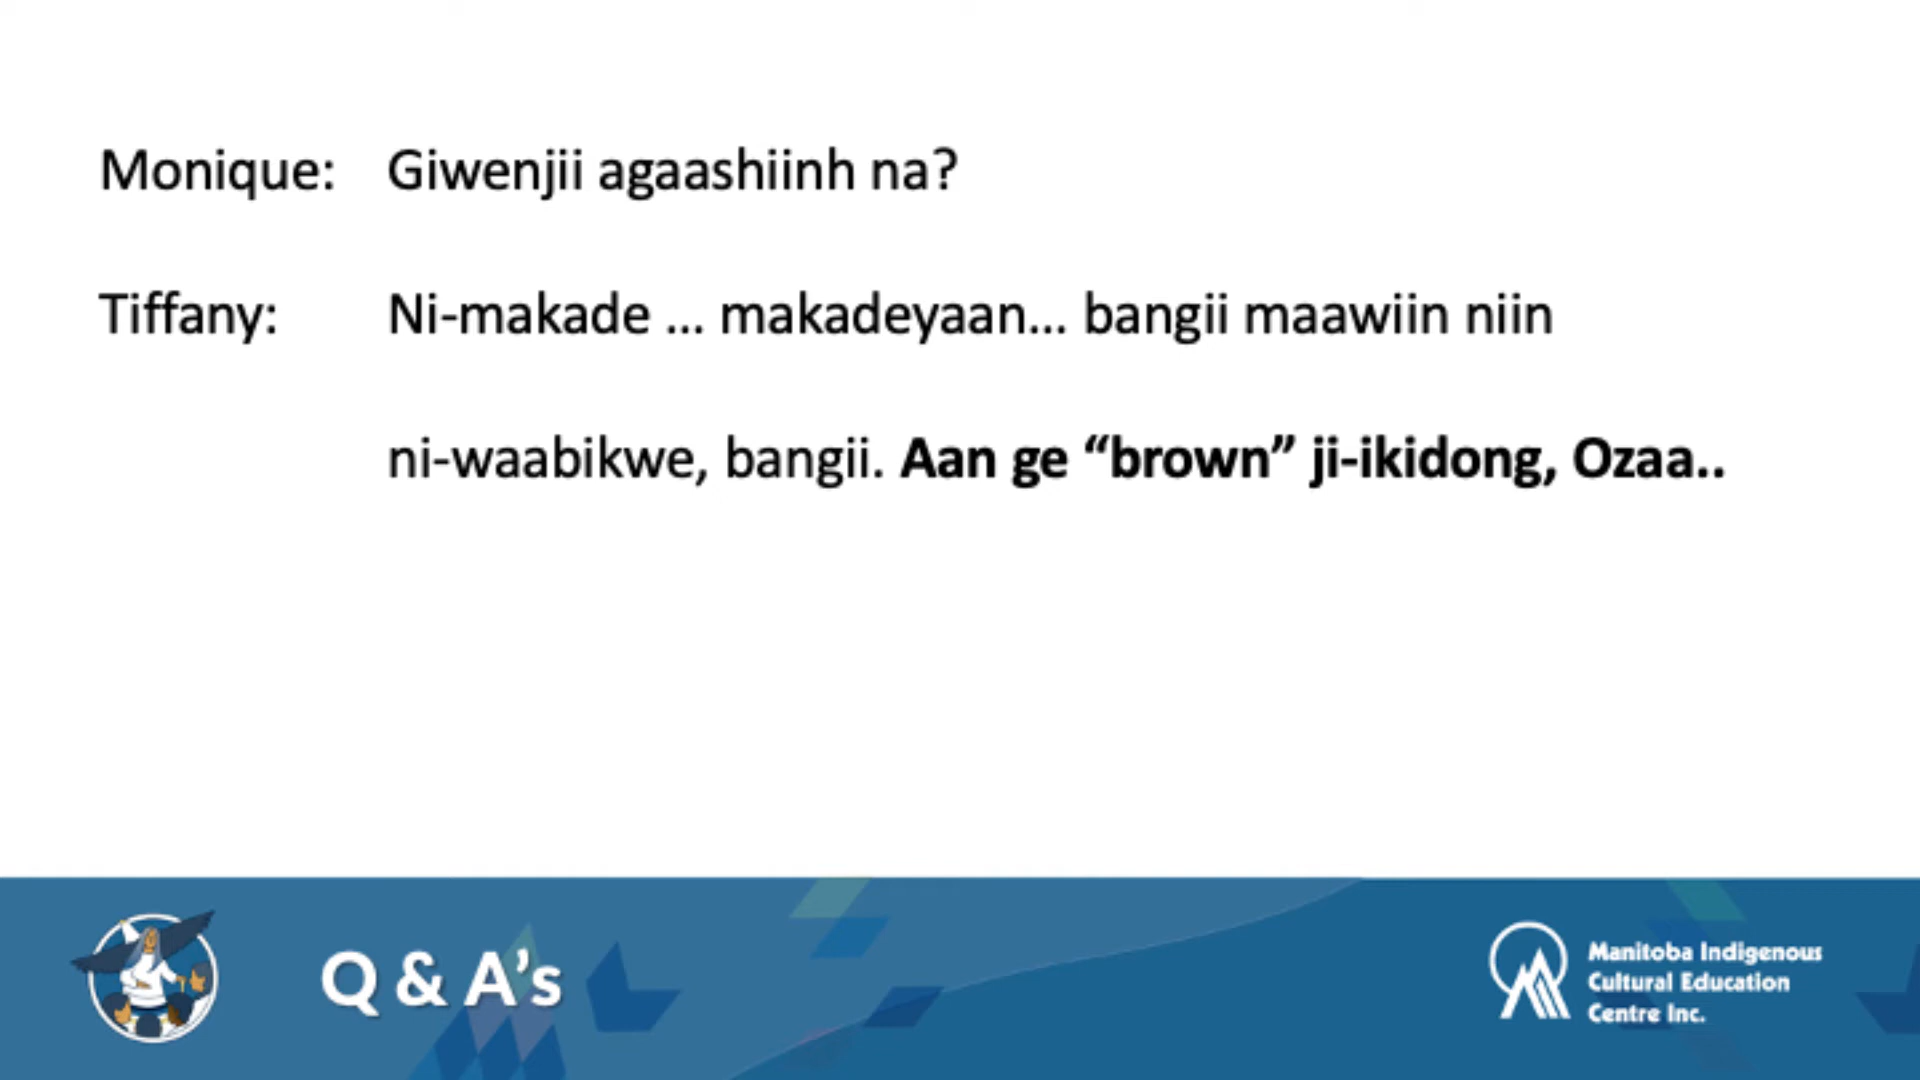 Monique: Giwenjii agaashiinh na?
Tiffany: Ni-makade ... makadeyaan... bangii maawiin niin
ni-waabikwe, bangii. Aan ge “brown” ji-ikidong, Ozaa..
Q & A’s
Manitoba Indigenous
Cultural Education
Centre Inc.